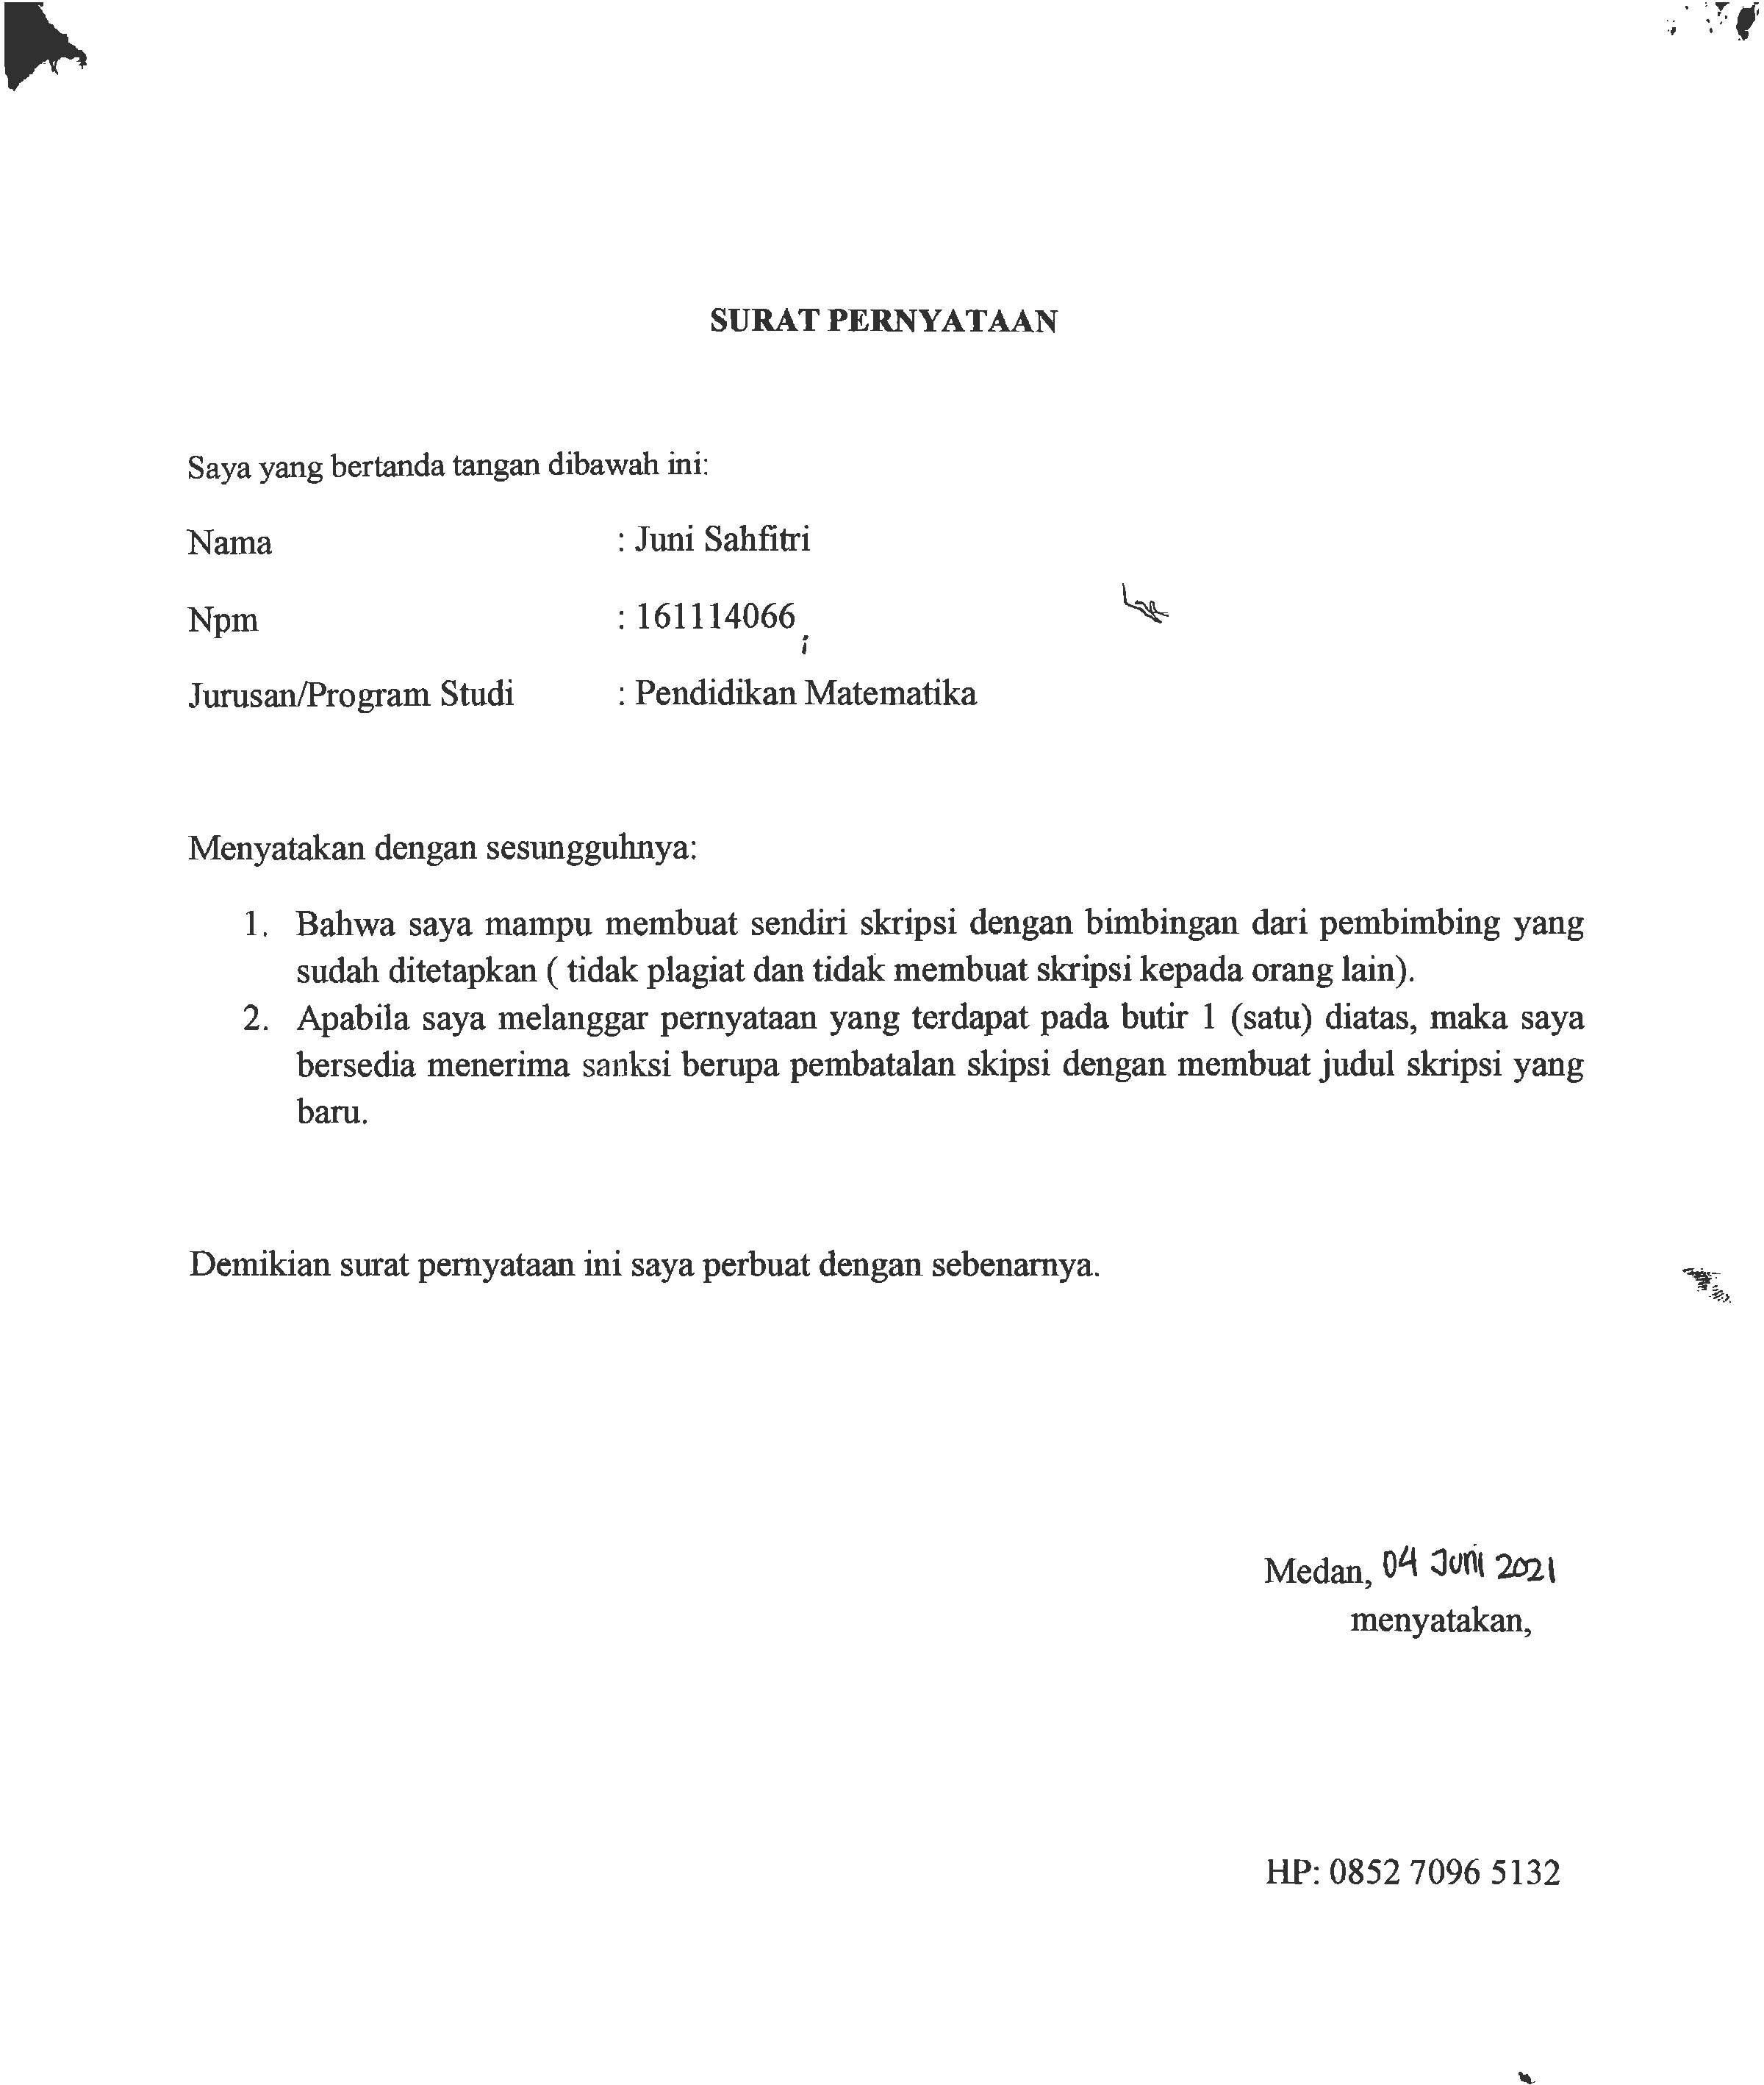 SURAT PERNYATAAN
Saya yang bertanda tangan dibawah ini:
Nama : Juni Sahfitri
Npm : 161114066
Jurusan/Program Studi : Pendidikan Matematika
Menyatakan dengan sesungguhnya:
1. Bahwa saya mampu membuat sendiri skripsi dengan bimbingan dari pembimbing yang
sudah ditetapkan ( tidak plagiat dan tidak membuat skripsi kepada orang lain).
2. Apabila saya melanggar pernyataan yang terdapat pada butir 1 (satu) diatas, maka saya
bersedia menerima sanksi berupa pembatalan skipsi dengan membuat judul skripsi yang
baru.
Demikian surat pernyataan ini saya perbuat dengan sebenarnya.
Medan, 04 Juni 2021
menyatakan,
HP: 0852 7096 5132